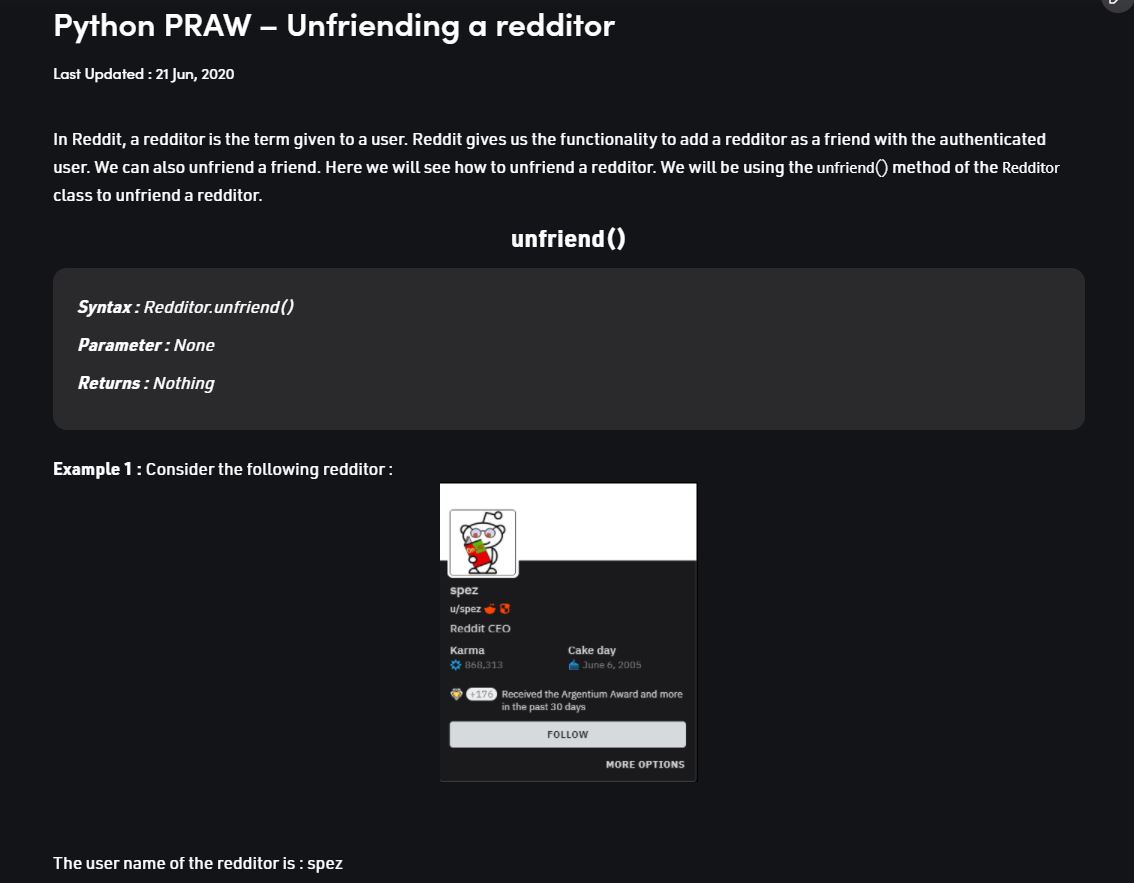 Python PRAW – Unfriending a redditor
Last Updated : 21 Jun, 2020
In Reddit, a redditor is the term given to a user. Reddit gives us the functionality to add a redditor as a friend with the authenticated
user. We can also unfriend a friend. Here we will see how to unfriend a redditor. We will be using the unfriend() method of the Redditor
class to unfriend a redditor.
unfriend()
Syntax : Redditor.unfriend()
Parameter : None
Returns : Nothing
Example 1 : Consider the following redditor :
spez
u/spez
Reddit CEO
Karma Cake day
868,313 June 6, 2005
+176 Received the Argentium Award and more
in the past 30 days
FOLLOW
MORE OPTIONS
The user name of the redditor is : spez